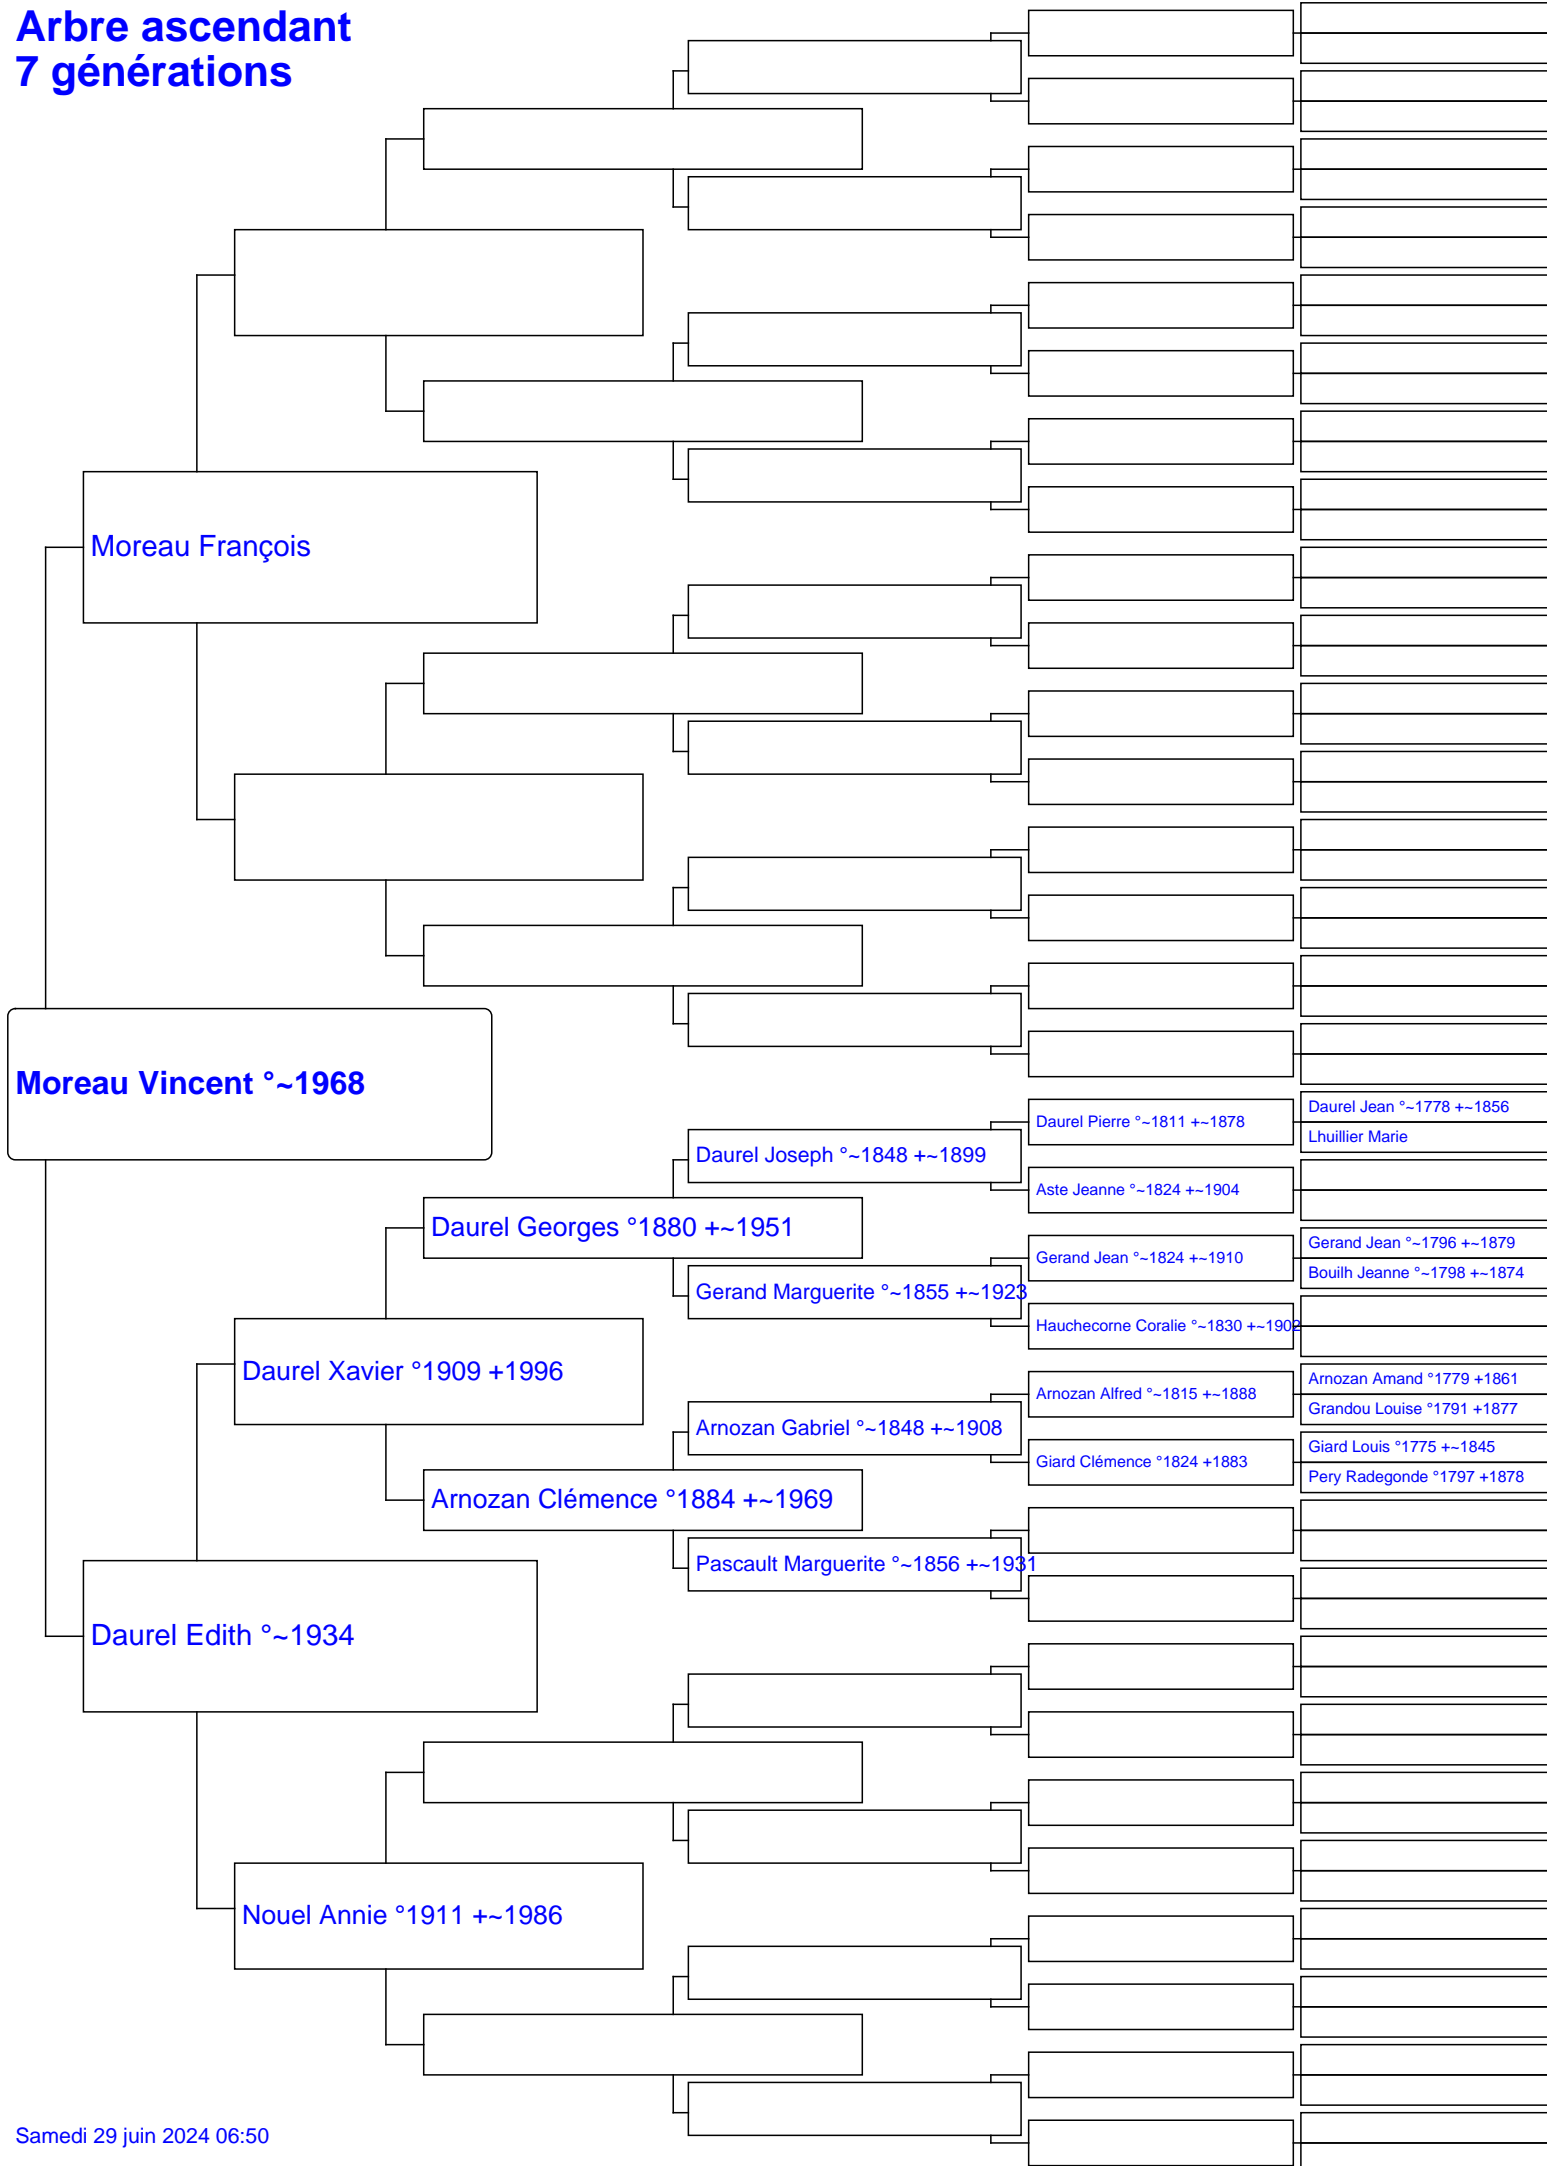 Arbre ascendant
7 générations
Moreau François
Moreau Vincent °~1968
Daurel Pierre °~1811 +~1878
Daurel Jean °~1778 +~1856
Lhuillier Marie
Daurel Joseph °~1848 +~1899
Aste Jeanne °~1824 +~1904
Daurel Georges °1880 +~1951
Gerand Jean °~1824 +~1910
Gerand Jean °~1796 +~1879
Bouilh Jeanne °~1798 +~1874
Gerand Marguerite °~1855 +~1923
Hauchecorne Coralie °~1830 +~1902
Daurel Xavier °1909 +1996
Arnozan Alfred °~1815 +~1888
Arnozan Amand °1779 +1861
Grandou Louise °1791 +1877
Arnozan Gabriel °~1848 +~1908
Giard Clémence °1824 +1883
Giard Louis °1775 +~1845
Pery Radegonde °1797 +1878
Arnozan Clémence °1884 +~1969
Pascault Marguerite °~1856 +~1931
Daurel Edith °~1934
Nouel Annie °1911 +~1986
Samedi 29 juin 2024 06:50